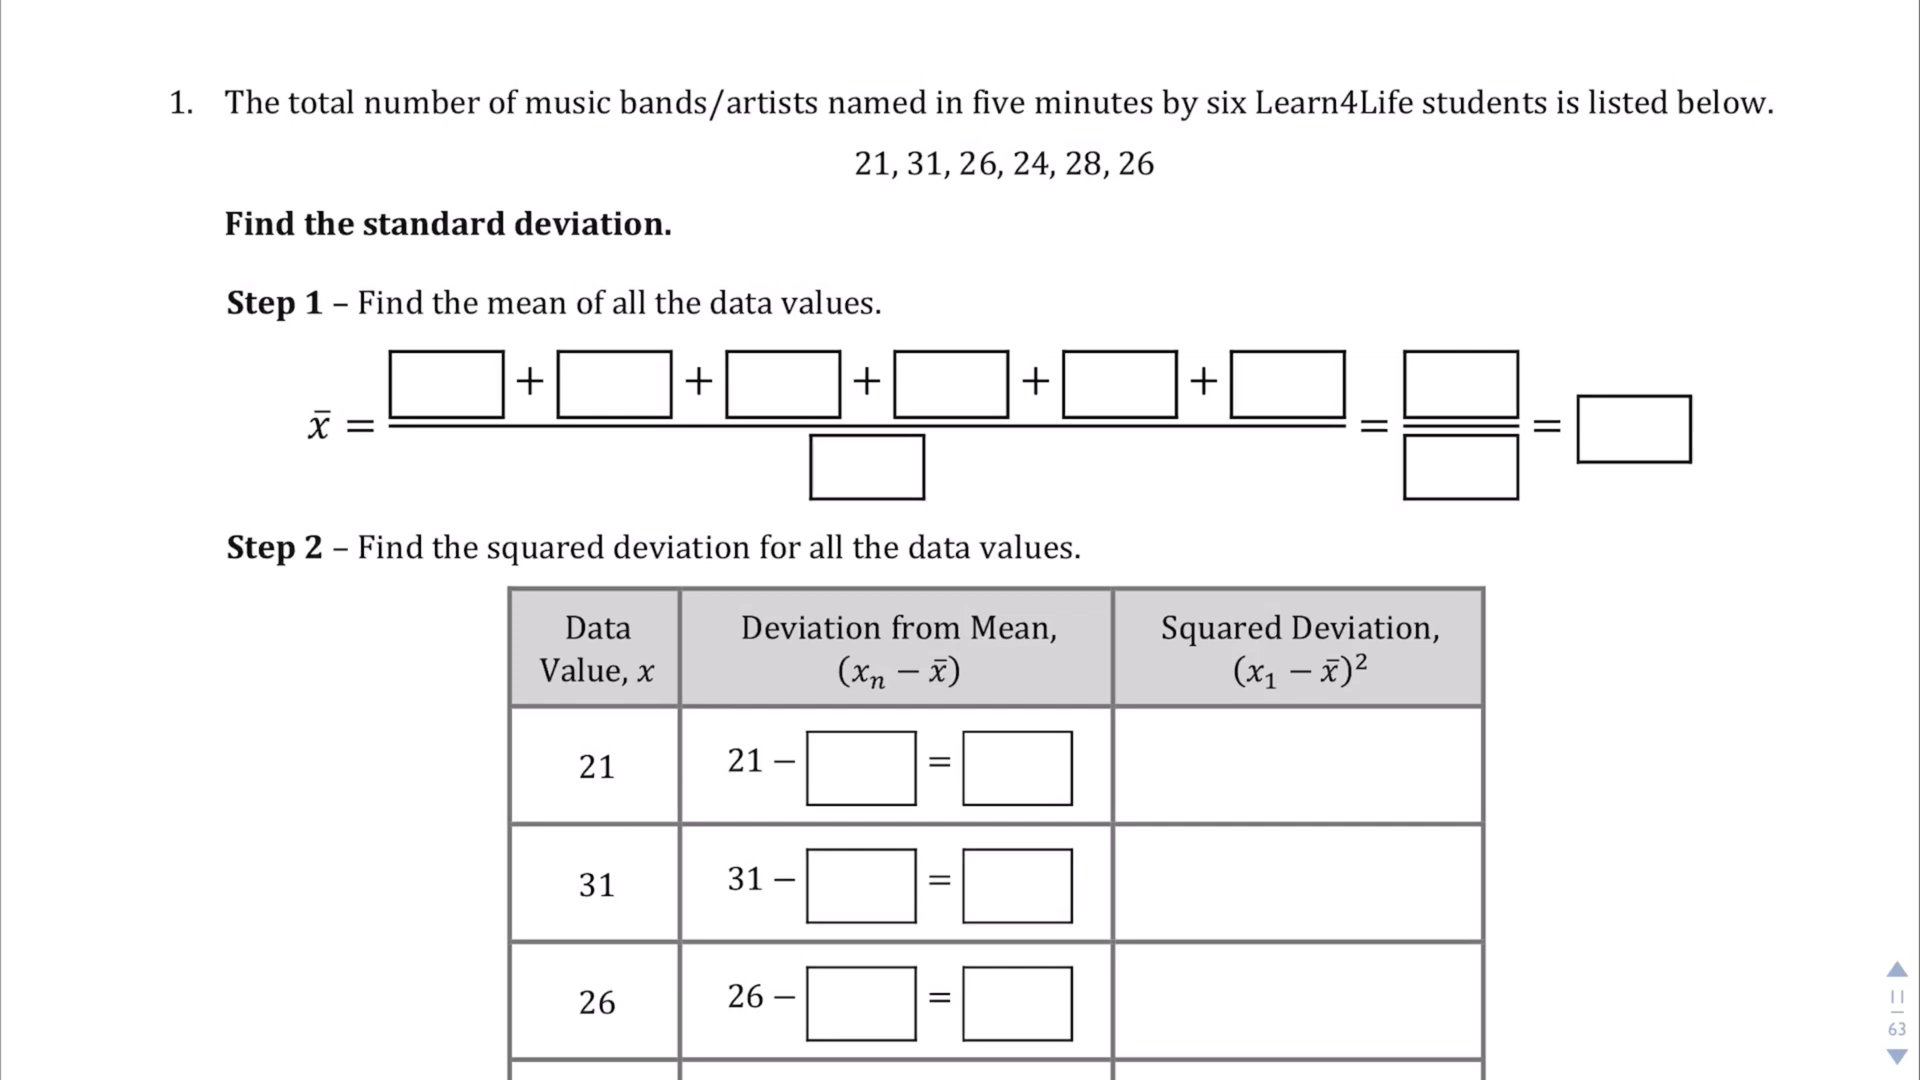 1. The total number of music bands/artists named in five minutes by six Learn4Life students is listed below.
21, 31, 26, 24, 28, 26
Find the standard deviation.
Step 1 – Find the mean of all the data values.
+ + + + +
x̄ = = =
Step 2 – Find the squared deviation for all the data values.
Data Value, x
Deviation from Mean, (xₙ − x̄)
Squared Deviation, (x₁ − x̄)²
21
21 − =
31
31 − =
26
26 − =
11
63